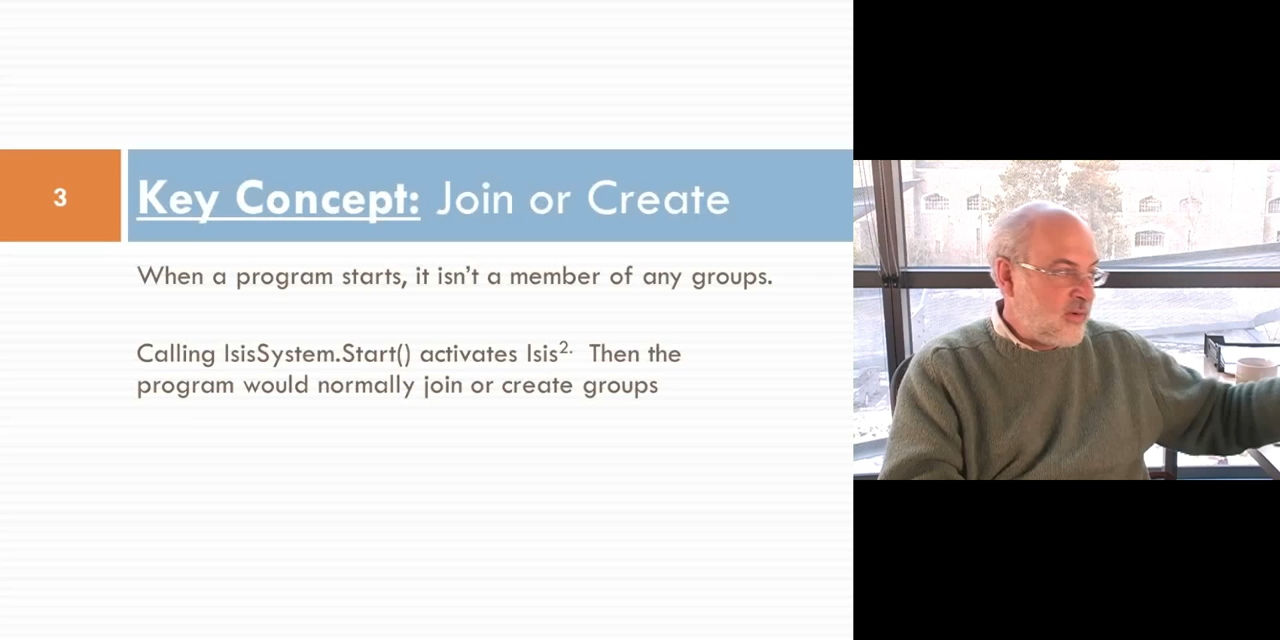 3
Key Concept: Join or Create
When a program starts, it isn’t a member of any groups.
Calling IsisSystem.Start() activates Isis². Then the
program would normally join or create groups